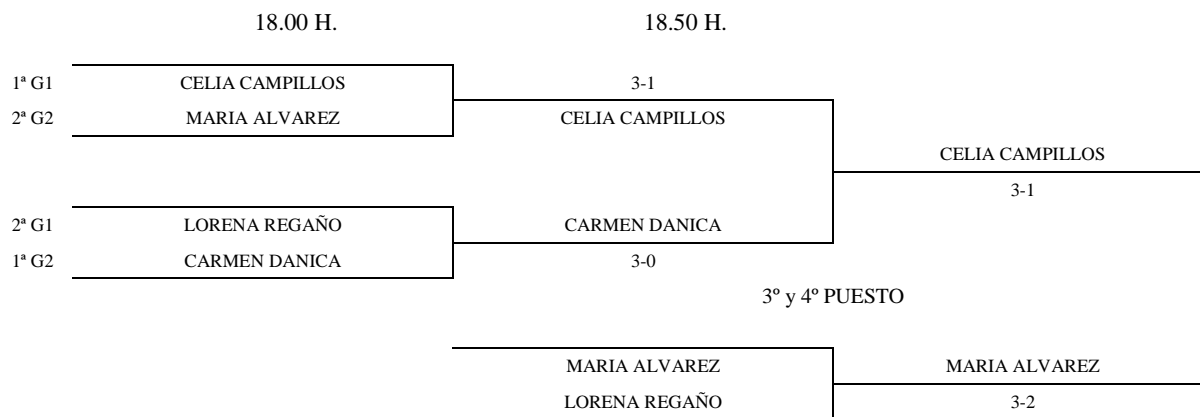 18.00 H. 18.50 H.
1ª G1 CELIA CAMPILLOS 3-1
2ª G2 MARIA ALVAREZ CELIA CAMPILLOS
CELIA CAMPILLOS
3-1
2ª G1 LORENA REGAÑO CARMEN DANICA
1ª G2 CARMEN DANICA 3-0
3º y 4º PUESTO
MARIA ALVAREZ MARIA ALVAREZ
LORENA REGAÑO 3-2